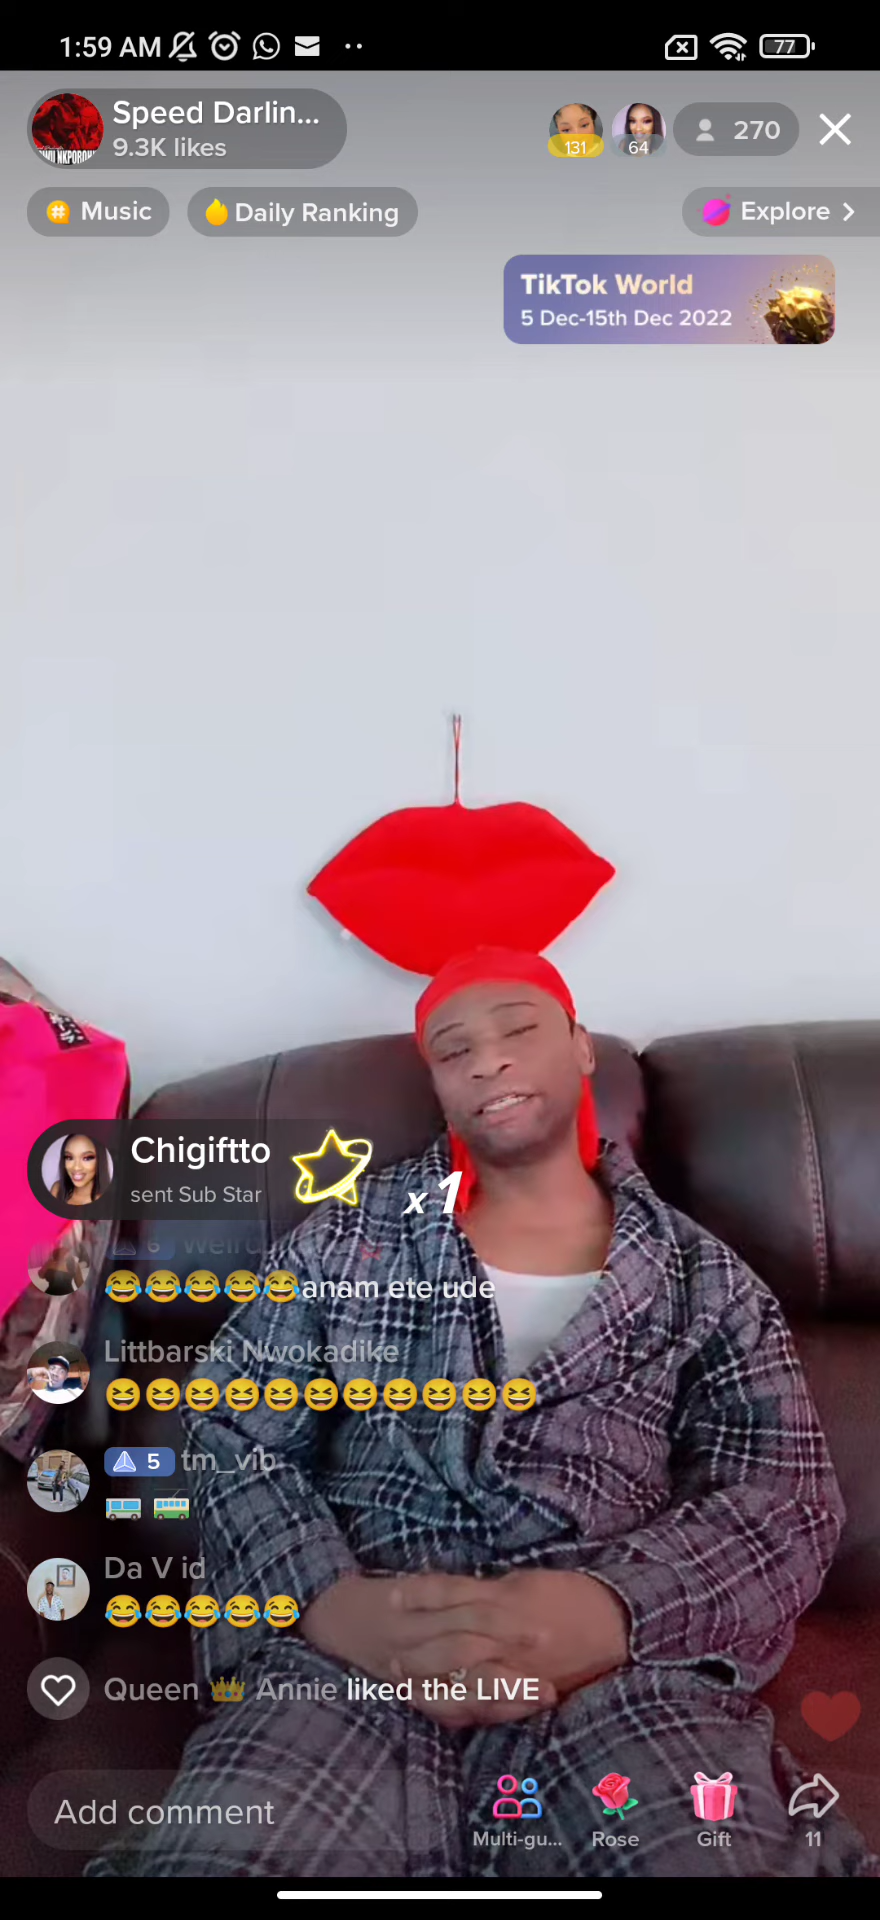 1:59 AM
77
Speed Darlin...
9.3K likes
131
64
270
Music
Daily Ranking
Explore
TikTok World
5 Dec-15th Dec 2022
Chigiftto
sent Sub Star
x1
6
😂😂😂😂😂anam ete ude
Littbarski Nwokadike
😆😆😆😆😆😆😆😆😆😆😆
5 tm_vib
🚌 🚎
Da V id
😂😂😂😂😂
Queen 👑 Annie liked the LIVE
Add comment
Multi-gu...
Rose
Gift
11